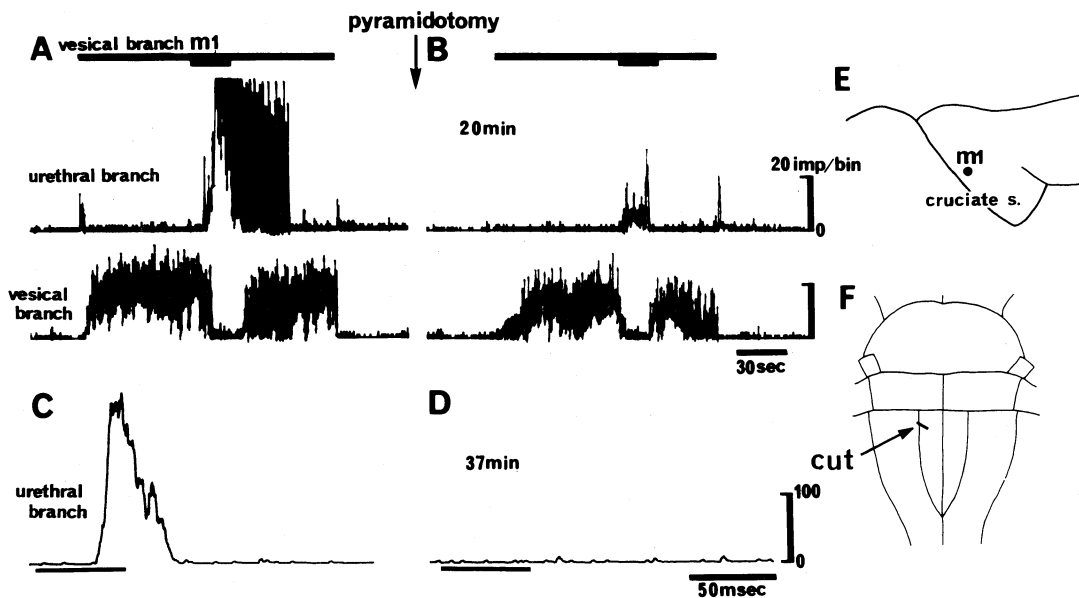 pyramidotomy
A vesical branch m1
B
E
20min
urethral branch
20 imp/bin
0
m1
cruciate s.
vesical
branch
30sec
F
C
D
37min
cut
urethral
branch
100
0
50msec